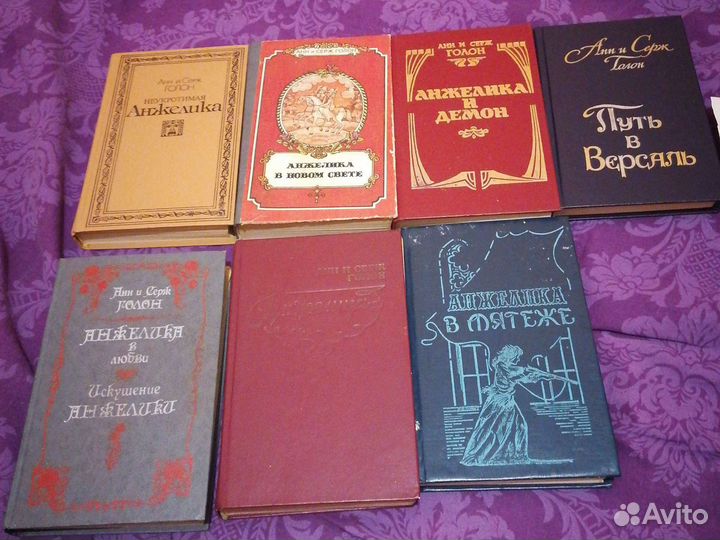 Анн и Серж
ГОЛОН
НЕУКРОТИМАЯ
Анжелика
АНН И СЕРЖ ГОЛОН
АНЖЕЛИКА
В НОВОМ СВЕТЕ
АНН И СЕРЖ
ГОЛОН
АНЖЕЛИКА
И
ДЕМОН
Анн и Серж
Голон
Путь
в
Версаль
Анн и Серж
ГОЛОН
АНЖЕЛИКА
в
любви
Искушение
АНЖЕЛИКИ
АНН И СЕРЖ
ГОЛОН
АНЖЕЛИКА
В МЯТЕЖЕ
Avito